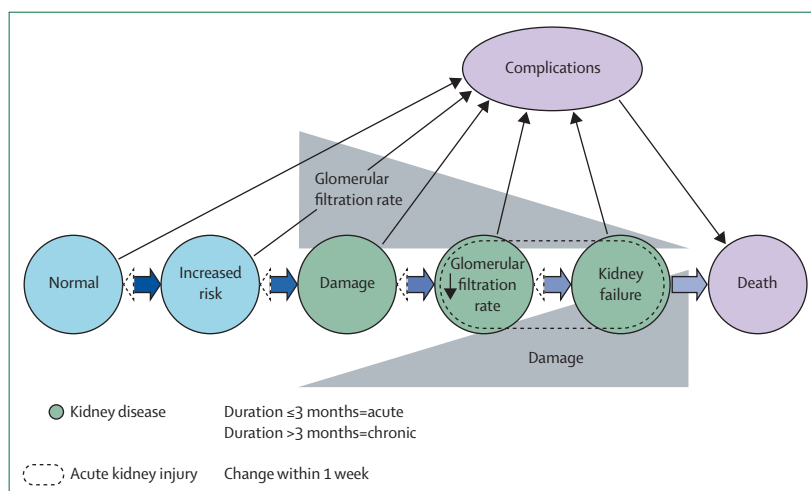 Complications
Glomerular
filtration rate
Normal
Increased
risk
Damage
Glomerular
filtration
rate
Kidney
failure
Death
Damage
Kidney disease
Duration ≤3 months=acute
Duration >3 months=chronic
Acute kidney injury
Change within 1 week